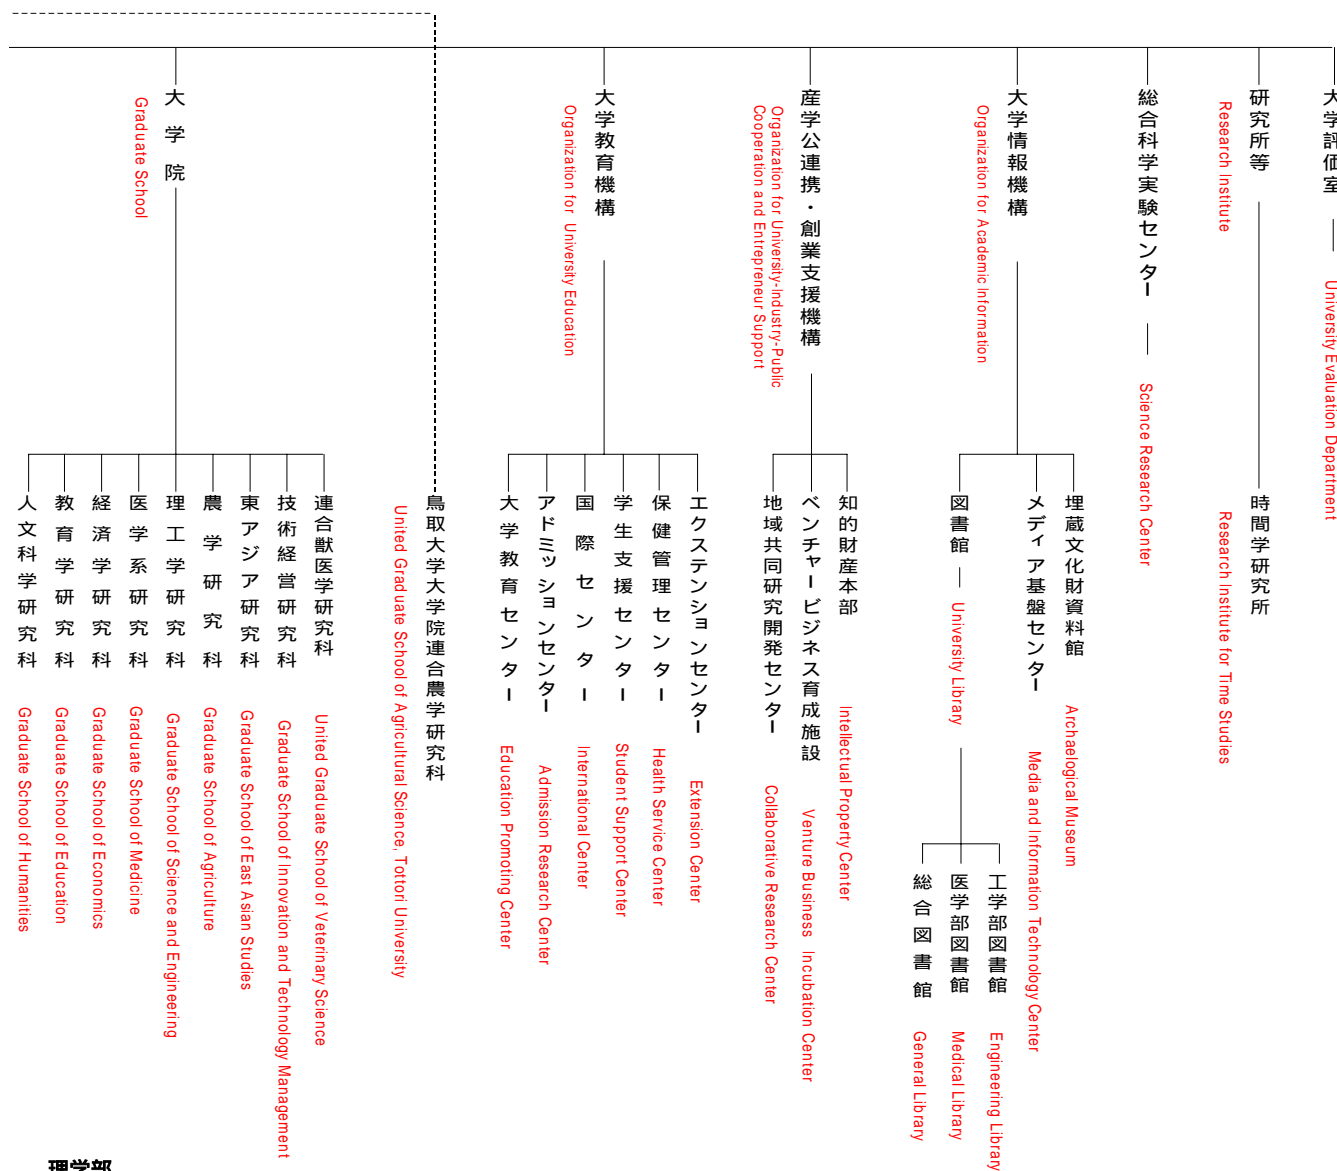 大学院
Graduate School
人文科学研究科
Graduate School of Humanities
教育学研究科
Graduate School of Education
経済学研究科
Graduate School of Economics
医学系研究科
Graduate School of Medicine
理工学研究科
Graduate School of Science and Engineering
農学研究科
Graduate School of Agriculture
東アジア研究科
Graduate School of East Asian Studies
技術経営研究科
Graduate School of Innovation and Technology Management
連合獣医学研究科
United Graduate School of Veterinary Science
鳥取大学大学院連合農学研究科
United Graduate School of Agricultural Science, Tottori University
大学教育機構
Organization for University Education
大学教育センター
Education Promoting Center
アドミッションセンター
Admission Research Center
国際センター
International Center
学生支援センター
Student Support Center
保健管理センター
Health Service Center
エクステンションセンター
Extension Center
産学公連携・創業支援機構
Organization for University-Industry-Public
Cooperation and Entrepreneur Support
地域共同研究開発センター
Collaborative Research Center
ベンチャービジネス育成施設
Venture Business Incubation Center
知的財産本部
Intellectual Property Center
大学情報機構
Organization for Academic Information
図書館
University Library
総合図書館
General Library
医学部図書館
Medical Library
工学部図書館
Engineering Library
メディア基盤センター
Media and Information Technology Center
埋蔵文化財資料館
Archaelogical Museum
総合科学実験センター
Science Research Center
研究所等
Research Institute
時間学研究所
Research Institute for Time Studies
大学評価室
University Evaluation Department
理学部